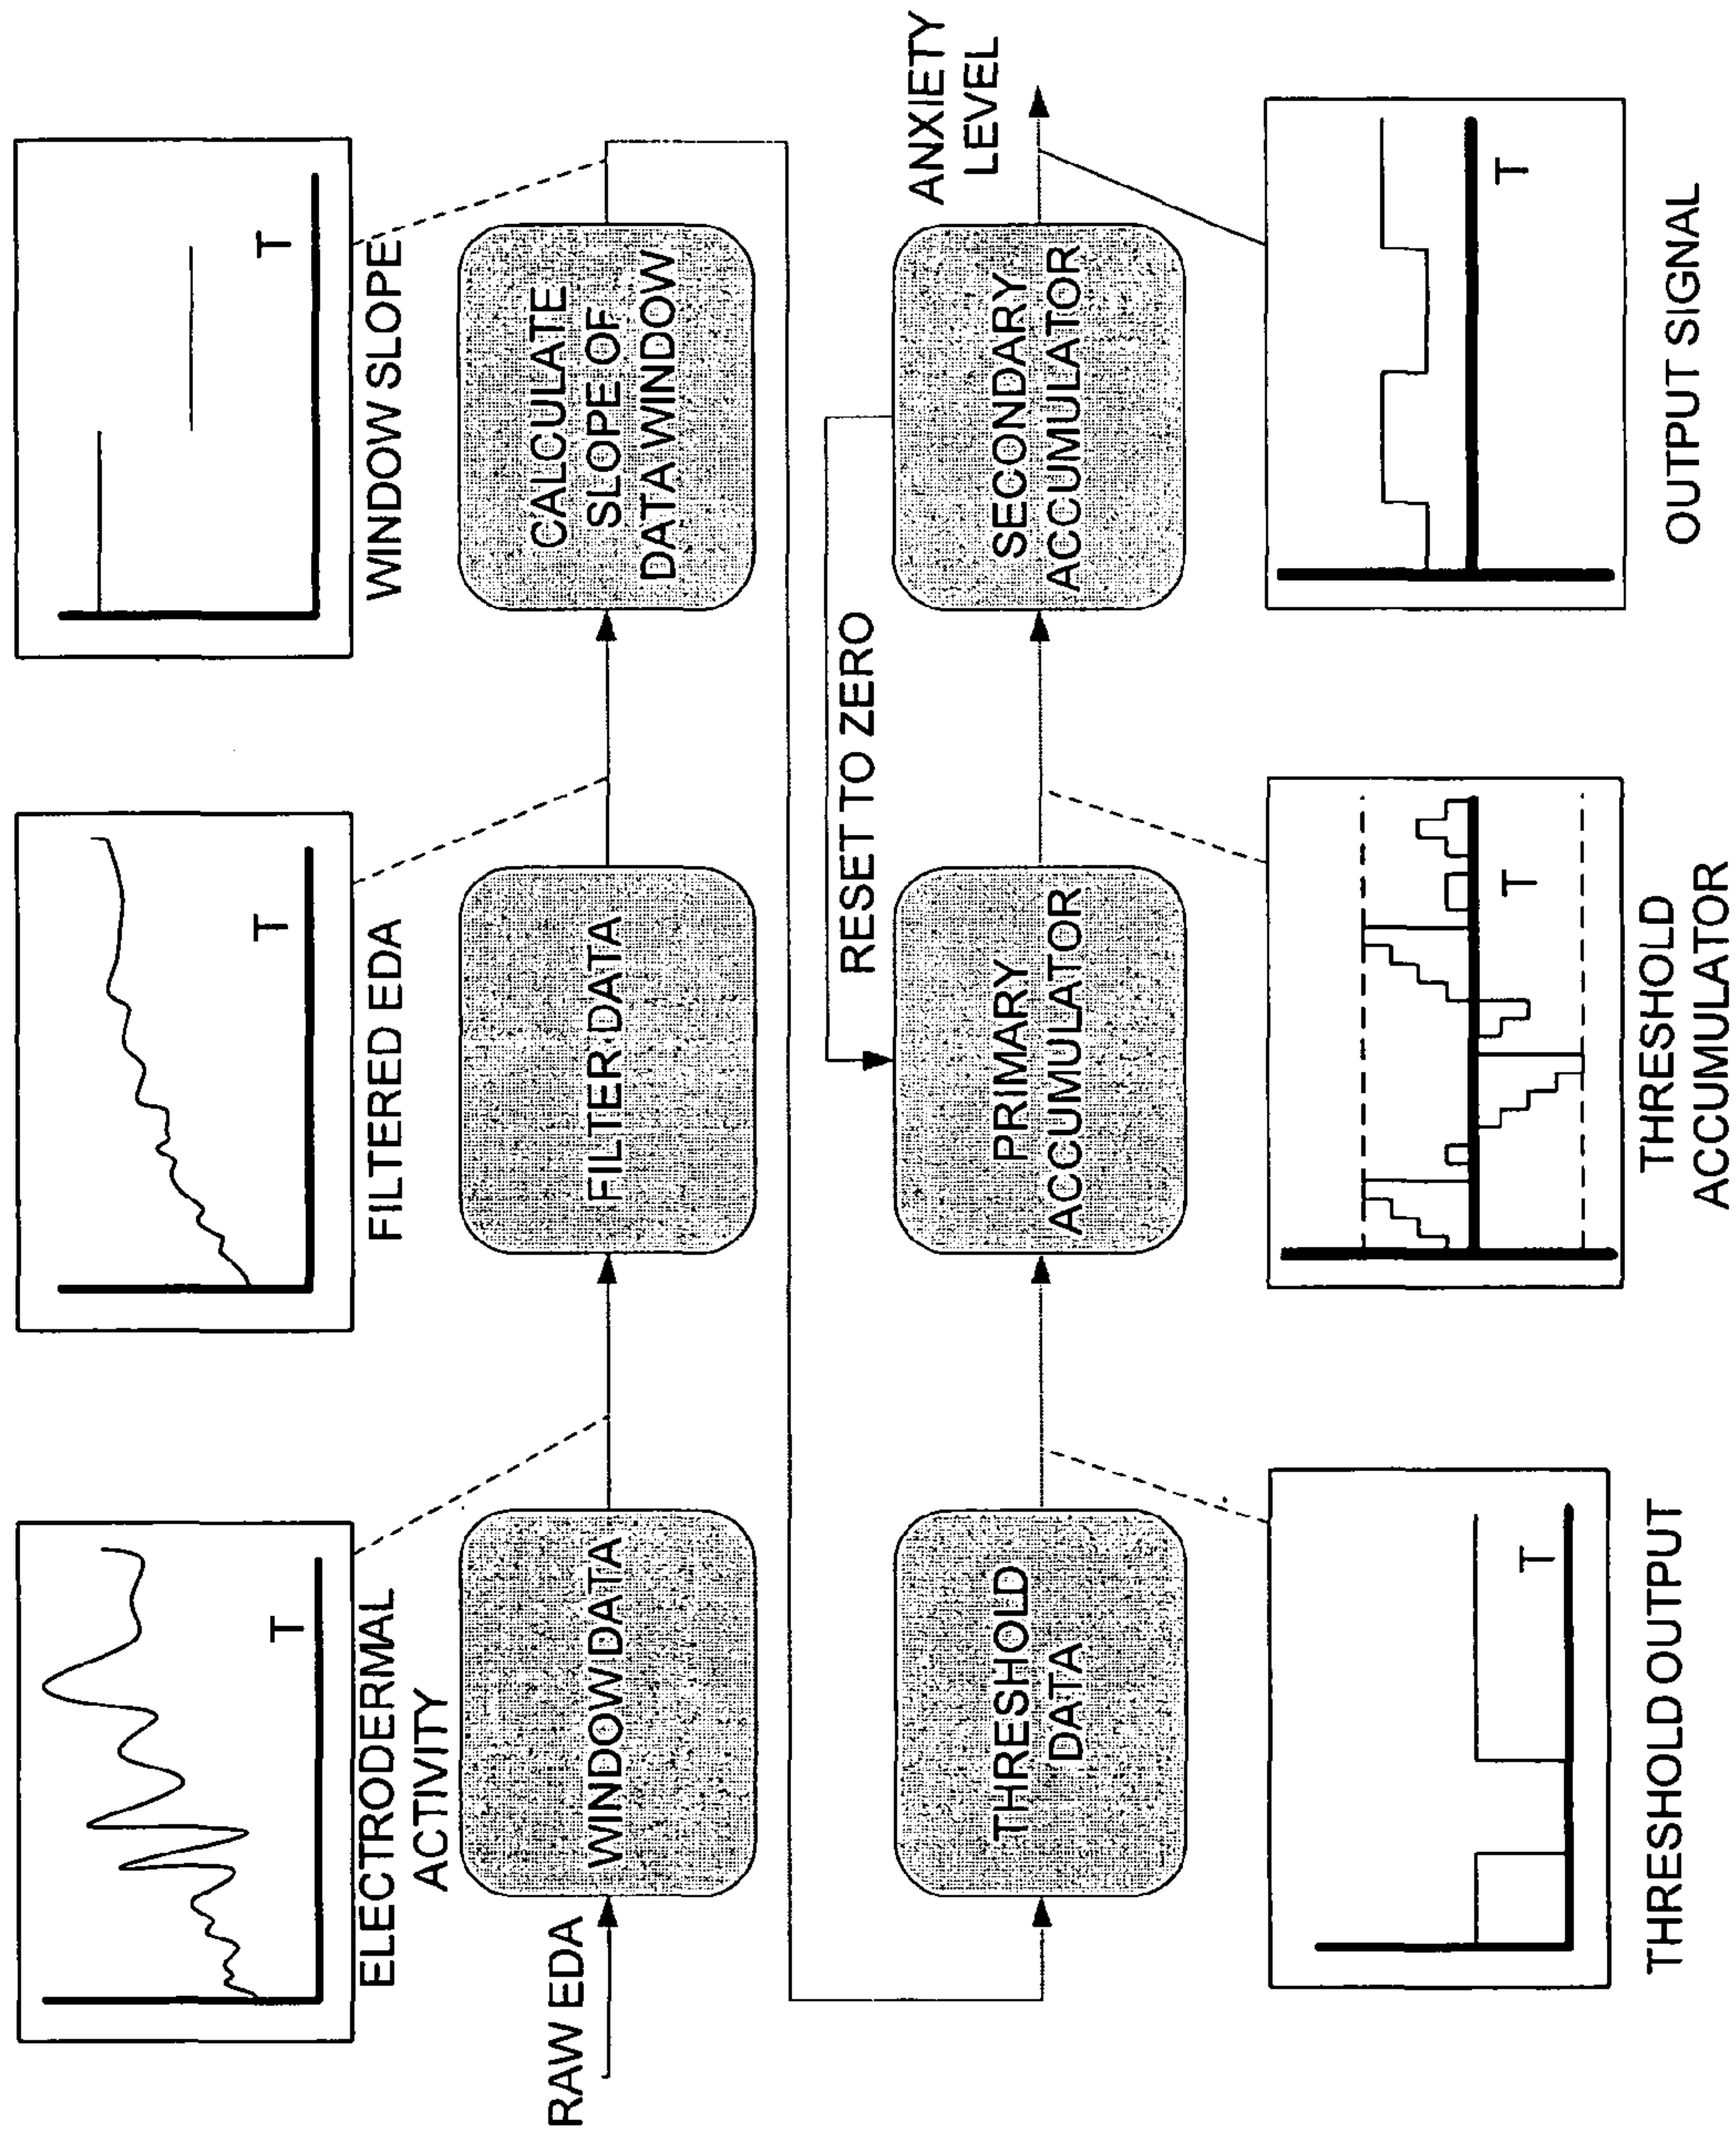 T
T
T
ELECTRODERMAL
ACTIVITY
FILTERED EDA
WINDOW SLOPE
RAW EDA
WINDOW DATA
FILTER DATA
CALCULATE
SLOPE OF
DATA WINDOW
RESET TO ZERO
THRESHOLD
DATA
PRIMARY
ACCUMULATOR
SECONDARY
ACCUMULATOR
ANXIETY
LEVEL
T
T
T
THRESHOLD OUTPUT
THRESHOLD
ACCUMULATOR
OUTPUT SIGNAL